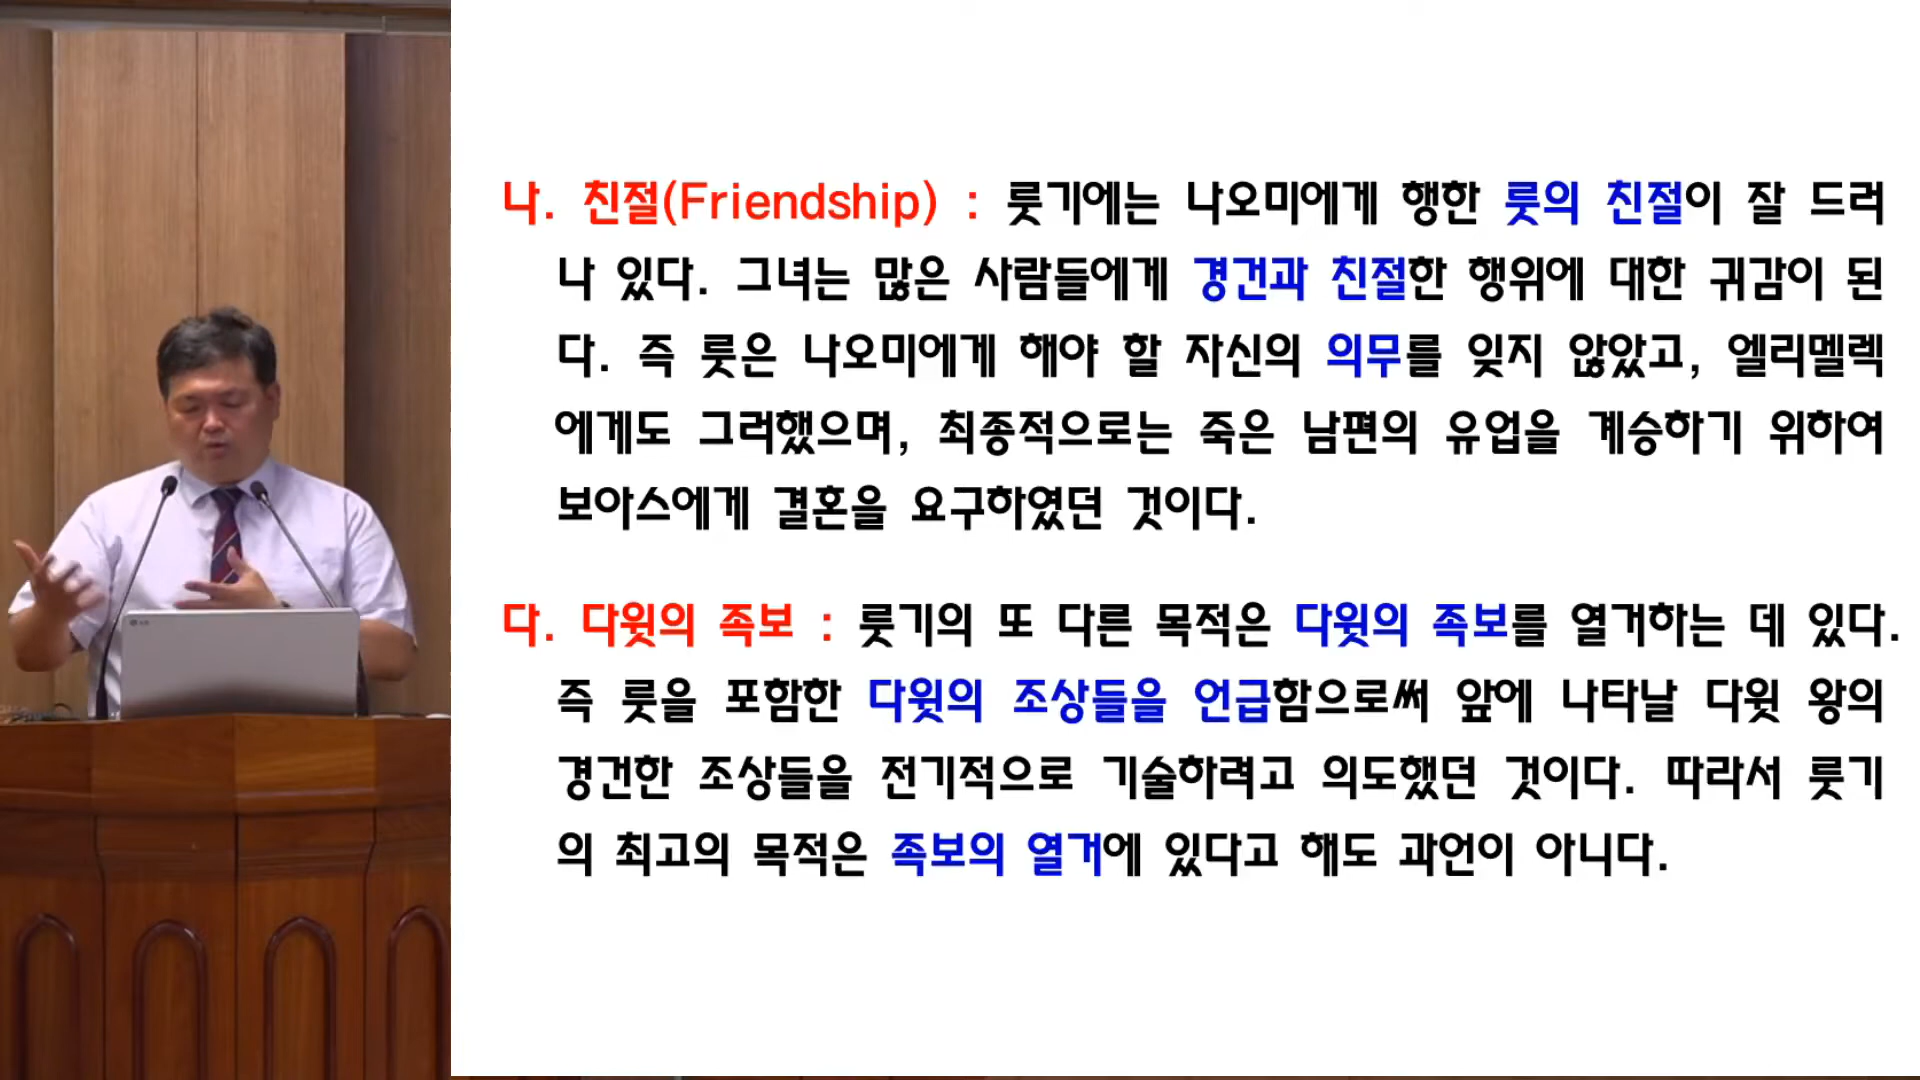 나. 친절(Friendship) : 룻기에는 나오미에게 행한 룻의 친절이 잘 드러
나 있다. 그녀는 많은 사람들에게 경건과 친절한 행위에 대한 귀감이 된
다. 즉 룻은 나오미에게 해야 할 자신의 의무를 잊지 않았고, 엘리멜렉
에게도 그러했으며, 최종적으로는 죽은 남편의 유업을 계승하기 위하여
보아스에게 결혼을 요구하였던 것이다.
다. 다윗의 족보 : 룻기의 또 다른 목적은 다윗의 족보를 열거하는 데 있다.
즉 룻을 포함한 다윗의 조상들을 언급함으로써 앞에 나타날 다윗 왕의
경건한 조상들을 전기적으로 기술하려고 의도했던 것이다. 따라서 룻기
의 최고의 목적은 족보의 열거에 있다고 해도 과언이 아니다.